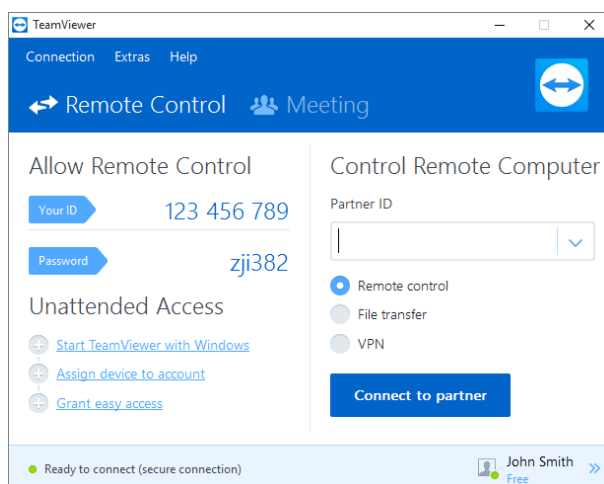 TeamViewer
Connection Extras Help
Remote Control Meeting
Allow Remote Control
Your ID 123 456 789
Password zji382
Unattended Access
Start TeamViewer with Windows
Assign device to account
Grant easy access
Control Remote Computer
Partner ID
Remote control
File transfer
VPN
Connect to partner
Ready to connect (secure connection)
John Smith
Free